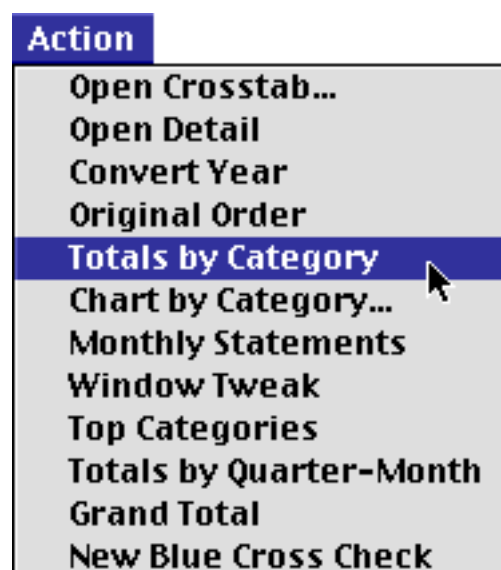 Action
Open Crosstab...
Open Detail
Convert Year
Original Order
Totals by Category
Chart by Category...
Monthly Statements
Window Tweak
Top Categories
Totals by Quarter-Month
Grand Total
New Blue Cross Check